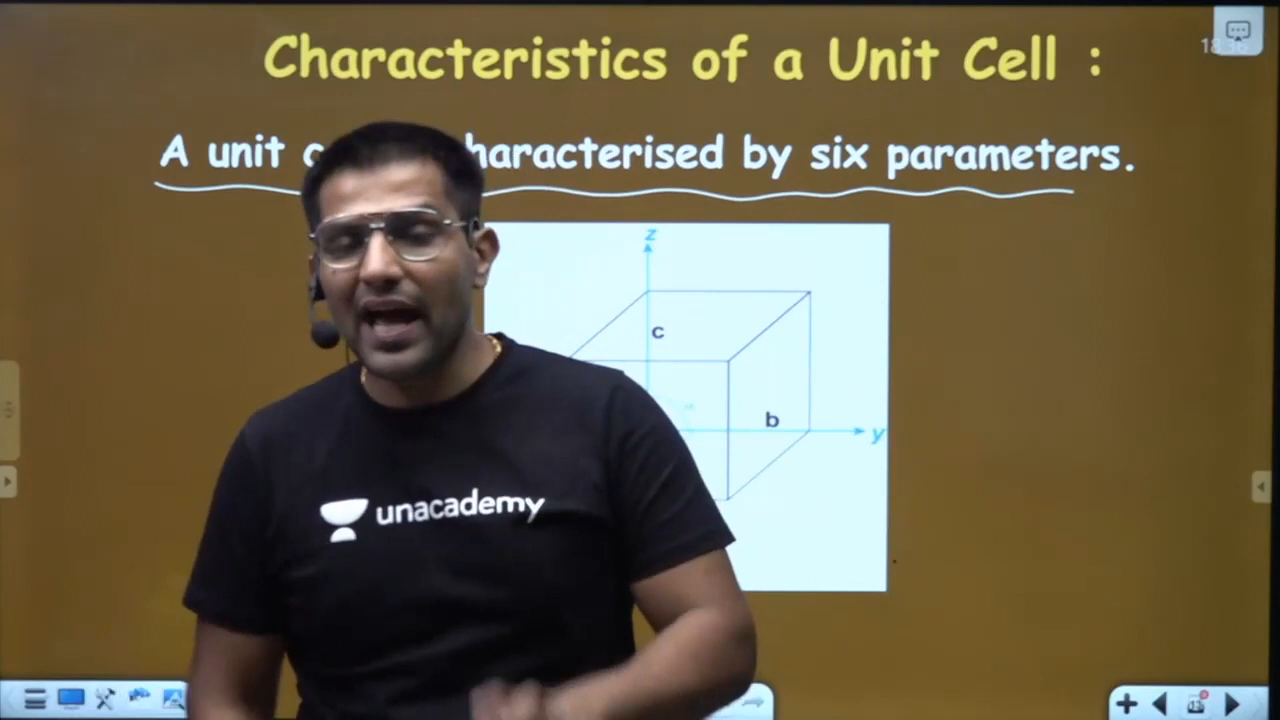 Characteristics of a Unit Cell :
A unit c haracterised by six parameters.
z
c
b
y
unacademy